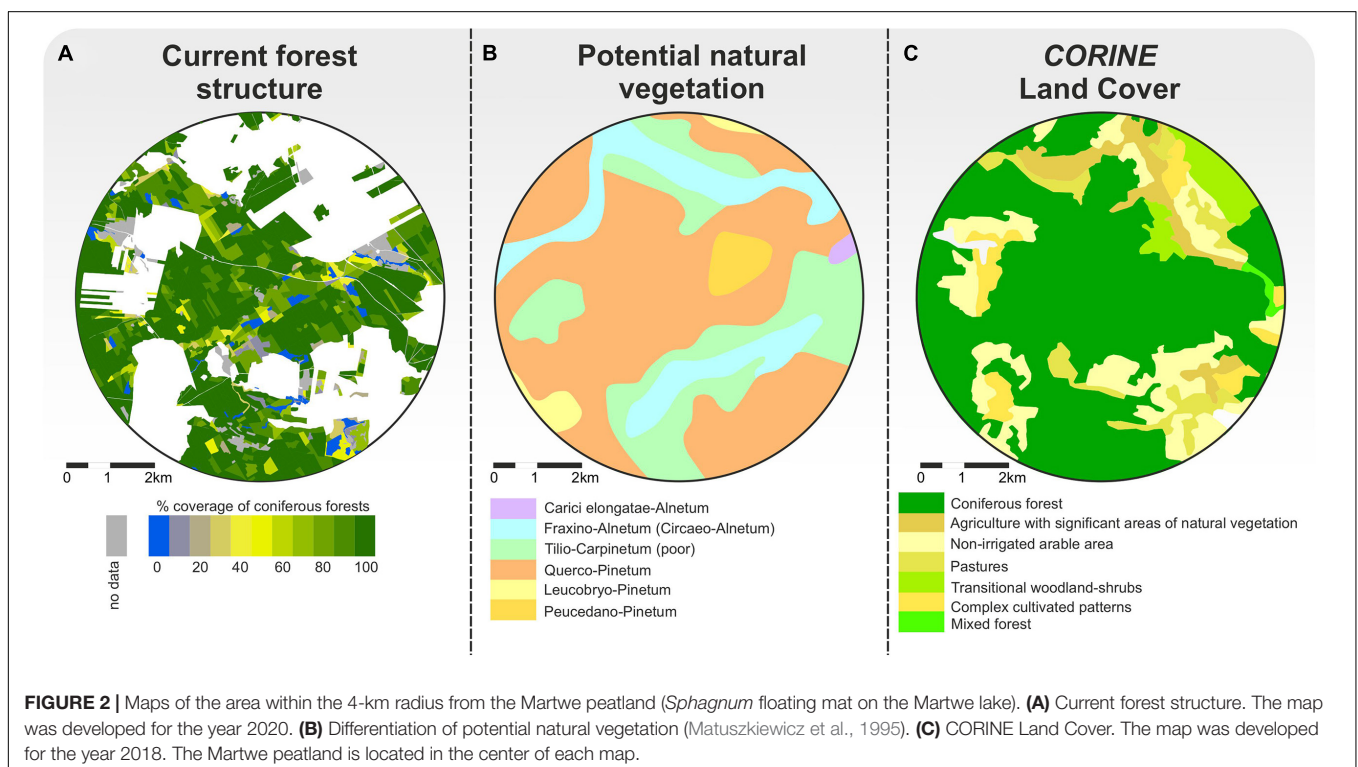 A
Current forest
structure
B
Potential natural
vegetation
C
CORINE
Land Cover
0 1 2km
0 1 2km
0 1 2km
% coverage of coniferous forests
no data
0 20 40 60 80 100
Carici elongatae-Alnetum
Fraxino-Alnetum (Circaeo-Alnetum)
Tilio-Carpinetum (poor)
Querco-Pinetum
Leucobryo-Pinetum
Peucedano-Pinetum
Coniferous forest
Agriculture with significant areas of natural vegetation
Non-irrigated arable area
Pastures
Transitional woodland-shrubs
Complex cultivated patterns
Mixed forest
FIGURE 2 | Maps of the area within the 4-km radius from the Martwe peatland (Sphagnum floating mat on the Martwe lake). (A) Current forest structure. The map
was developed for the year 2020. (B) Differentiation of potential natural vegetation (Matuszkiewicz et al., 1995). (C) CORINE Land Cover. The map was developed
for the year 2018. The Martwe peatland is located in the center of each map.